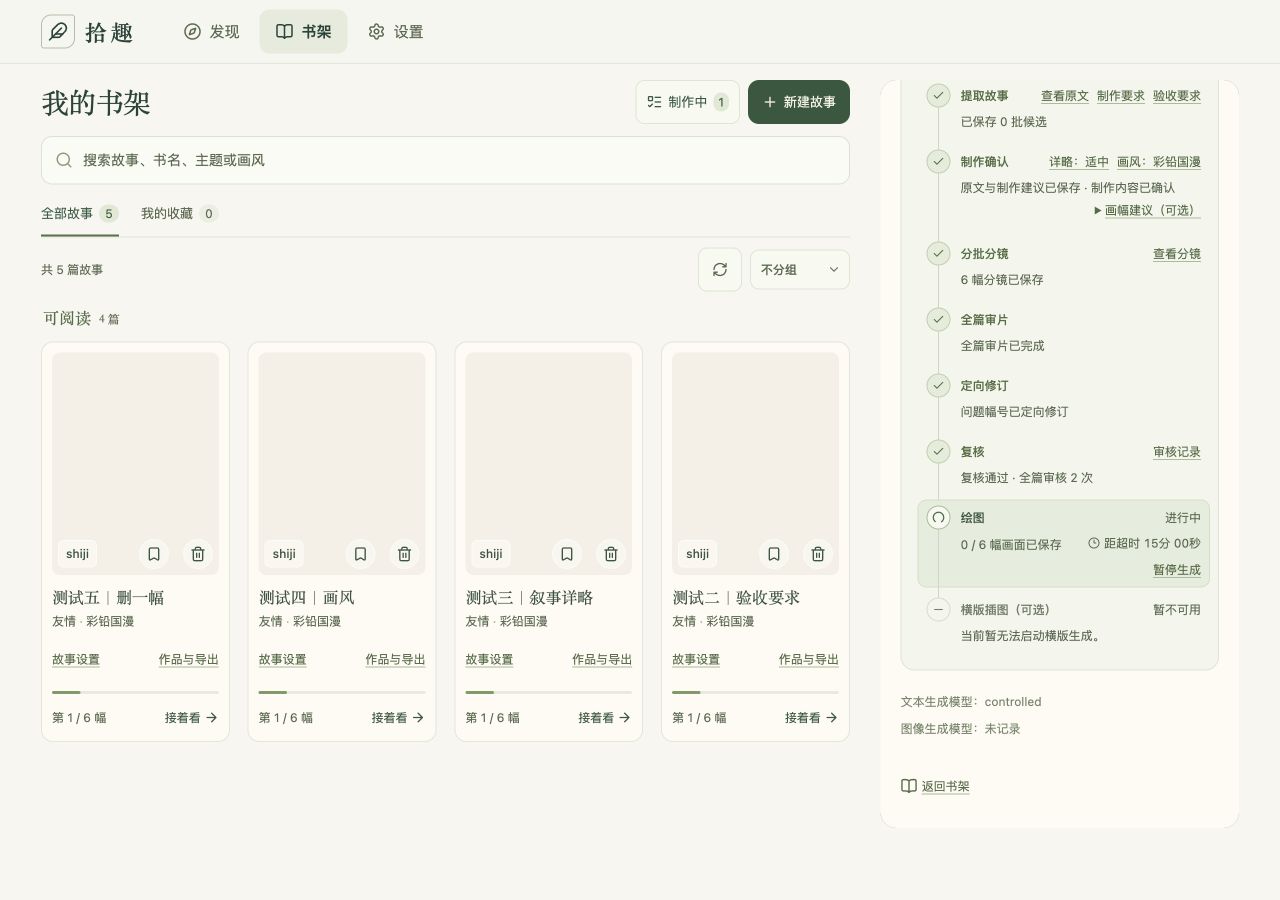 拾趣
发现
书架
设置
我的书架
制作中 1
新建故事
搜索故事、书名、主题或画风
全部故事 5
我的收藏 0
共 5 篇故事
不分组
可阅读 4 篇
shiji
测试五｜删一幅
友情 · 彩铅国漫
故事设置
作品与导出
第 1 / 6 幅
接着看
shiji
测试四｜画风
友情 · 彩铅国漫
故事设置
作品与导出
第 1 / 6 幅
接着看
shiji
测试三｜叙事详略
友情 · 彩铅国漫
故事设置
作品与导出
第 1 / 6 幅
接着看
shiji
测试二｜验收要求
友情 · 彩铅国漫
故事设置
作品与导出
第 1 / 6 幅
接着看
提取故事 查看原文 制作要求 验收要求
已保存 0 批候选
制作确认 详略：适中 画风：彩铅国漫
原文与制作建议已保存 · 制作内容已确认
画幅建议（可选）
分批分镜 查看分镜
6 幅分镜已保存
全篇审片
全篇审片已完成
定向修订
问题幅号已定向修订
复核 审核记录
复核通过 · 全篇审核 2 次
绘图 进行中
0 / 6 幅画面已保存 距超时 15分 00秒
暂停生成
横版插图（可选） 暂不可用
当前暂无法启动横版生成。
文本生成模型：controlled
图像生成模型：未记录
返回书架